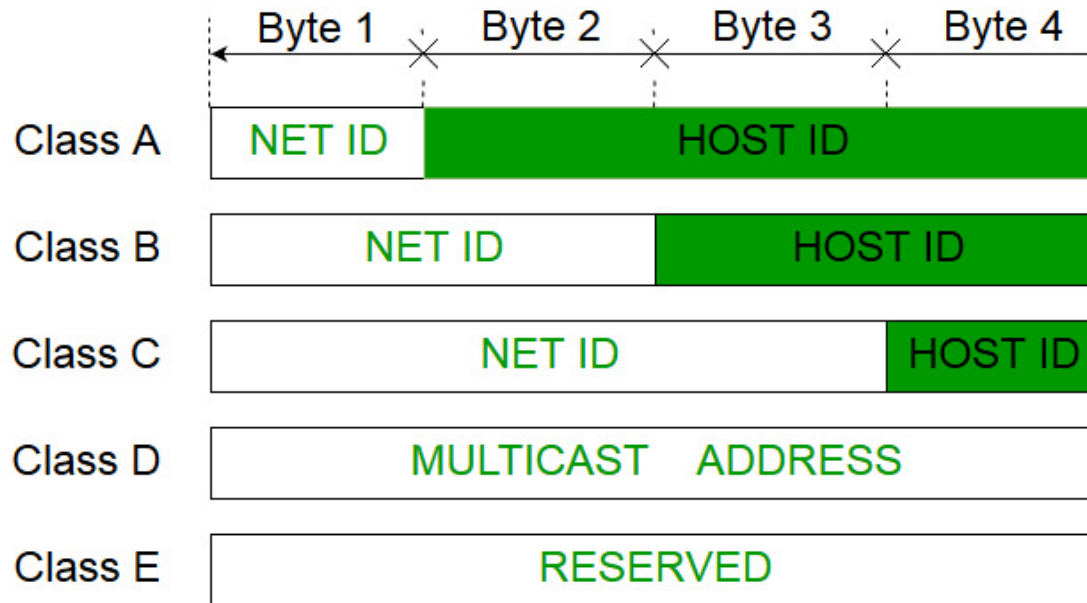 Byte 1 Byte 2 Byte 3 Byte 4
Class A NET ID HOST ID
Class B NET ID HOST ID
Class C NET ID HOST ID
Class D MULTICAST ADDRESS
Class E RESERVED